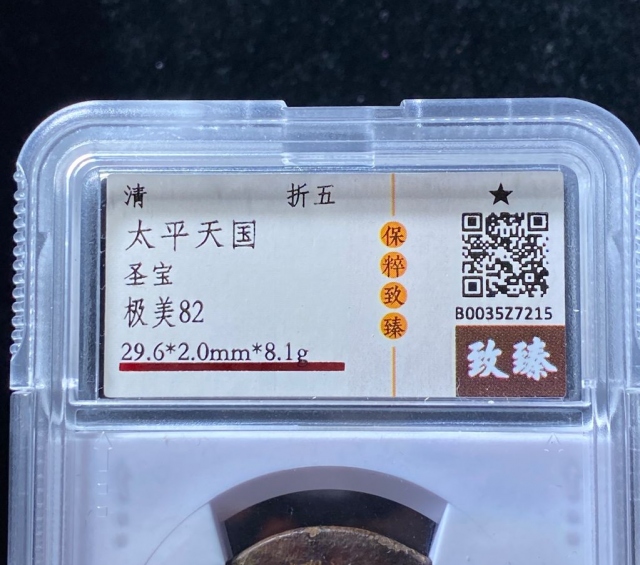 清 折五
太平天国
圣宝
极美82
29.6*2.0mm*8.1g
保粹致臻
★
B0035Z7215
致臻